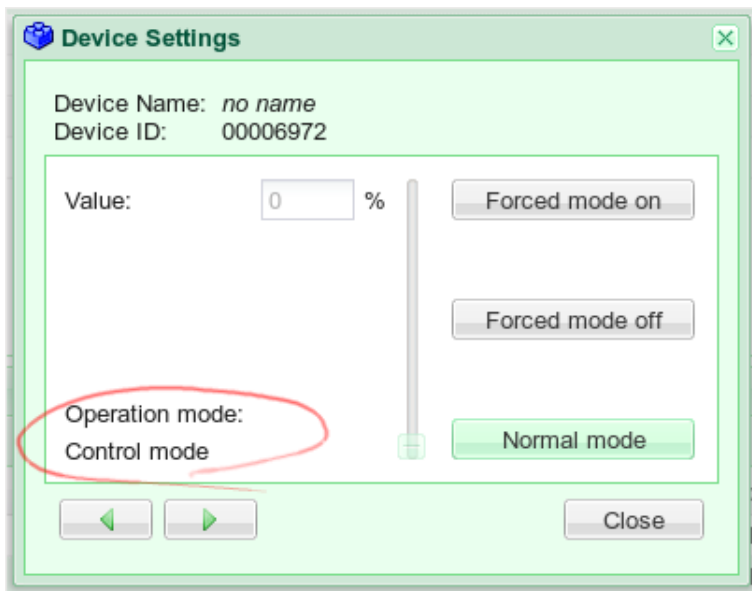 Device Settings
Device Name: no name
Device ID: 00006972
Value: 0 %
Forced mode on
Forced mode off
Operation mode:
Control mode
Normal mode
Close